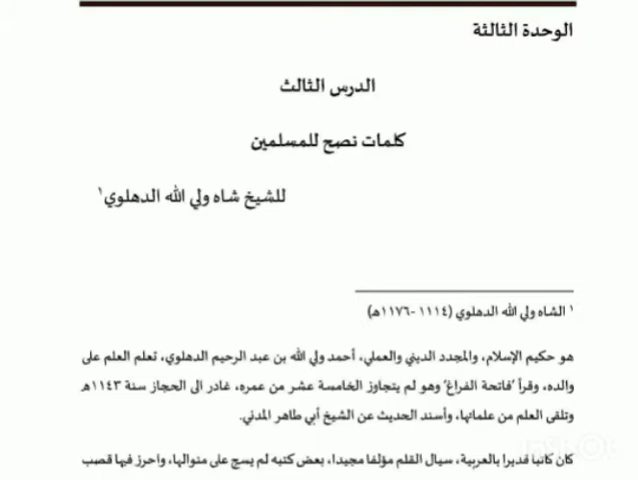 الوحدة الثالثة
الدرس الثالث
كلمات نصح للمسلمين
للشيخ شاه ولي الله الدهلوي¹
¹ الشاه ولي الله الدهلوي (١١١٤-١١٧٦ه)
هو حكيم الإسلام، والمجدد الديني والعملي، أحمد ولي الله بن عبد الرحيم الدهلوي، تعلم العلم على
والده، وقرأ 'فاتحة الفراغ' وهو لم يتجاوز الخامسة عشر من عمره، غادر الى الحجاز سنة ١١٤٣ه
وتلقى العلم من علمائها، وأسند الحديث عن الشيخ أبي طاهر المدني.
كان كاتبا قديرا بالعربية، سيال القلم مؤلفا مجيدا، بعض كتبه لم يسج على منوالها، واحرز فيها قصب